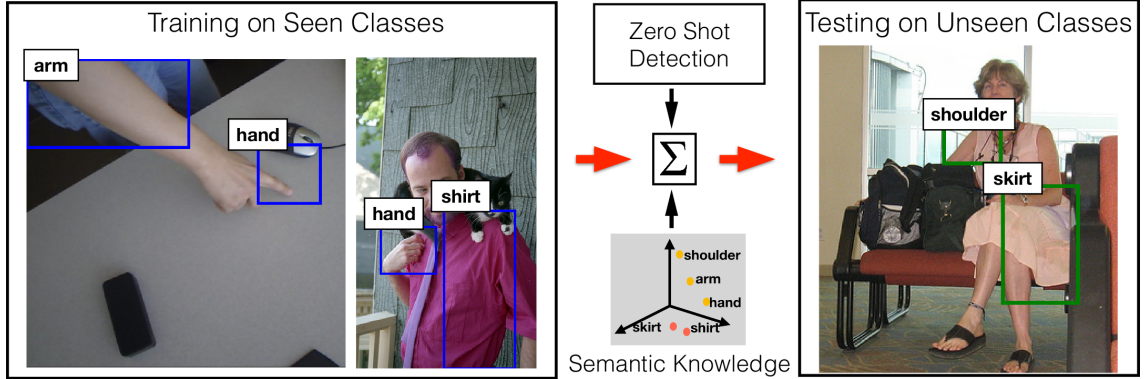 Training on Seen Classes
arm
hand
hand
shirt
Zero Shot
Detection
Σ
shoulder
arm
hand
skirt
shirt
Semantic Knowledge
Testing on Unseen Classes
shoulder
skirt